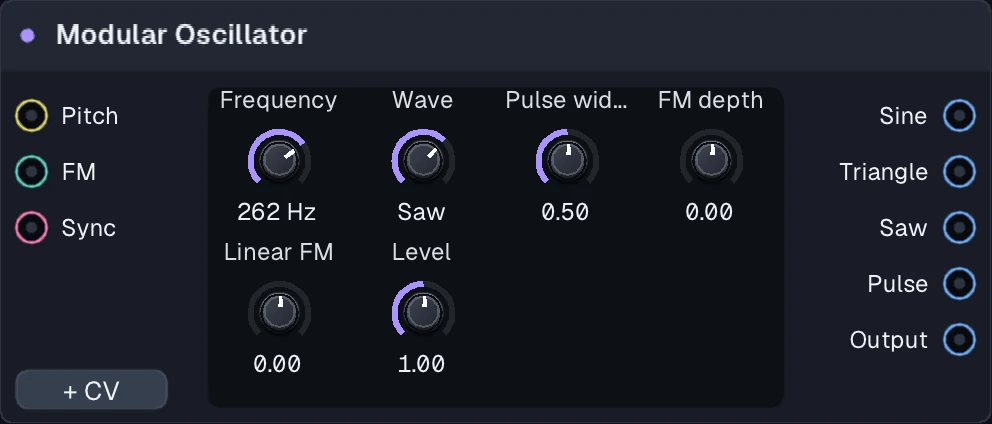 Modular Oscillator
Pitch
FM
Sync
+ CV
Frequency
262 Hz
Wave
Saw
Pulse wid...
0.50
FM depth
0.00
Linear FM
0.00
Level
1.00
Sine
Triangle
Saw
Pulse
Output